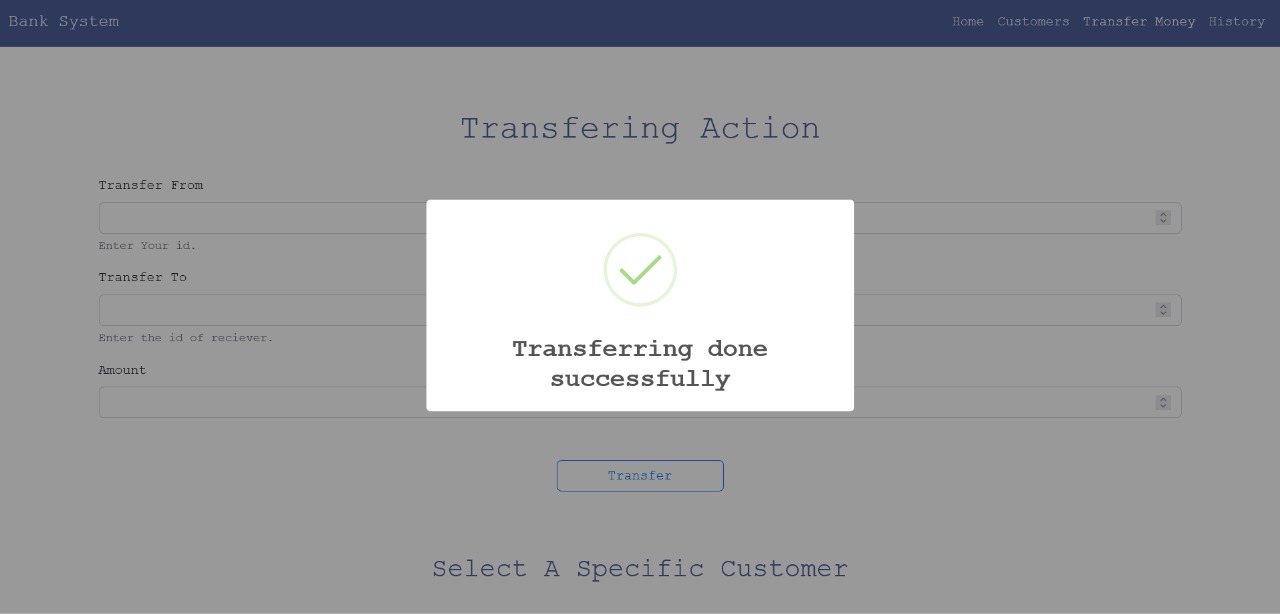 Bank System
Home Customers Transfer Money History
Transfering Action
Transfer From
Enter Your id.
Transfer To
Enter the id of reciever.
Amount
Transferring done
successfully
Transfer
Select A Specific Customer